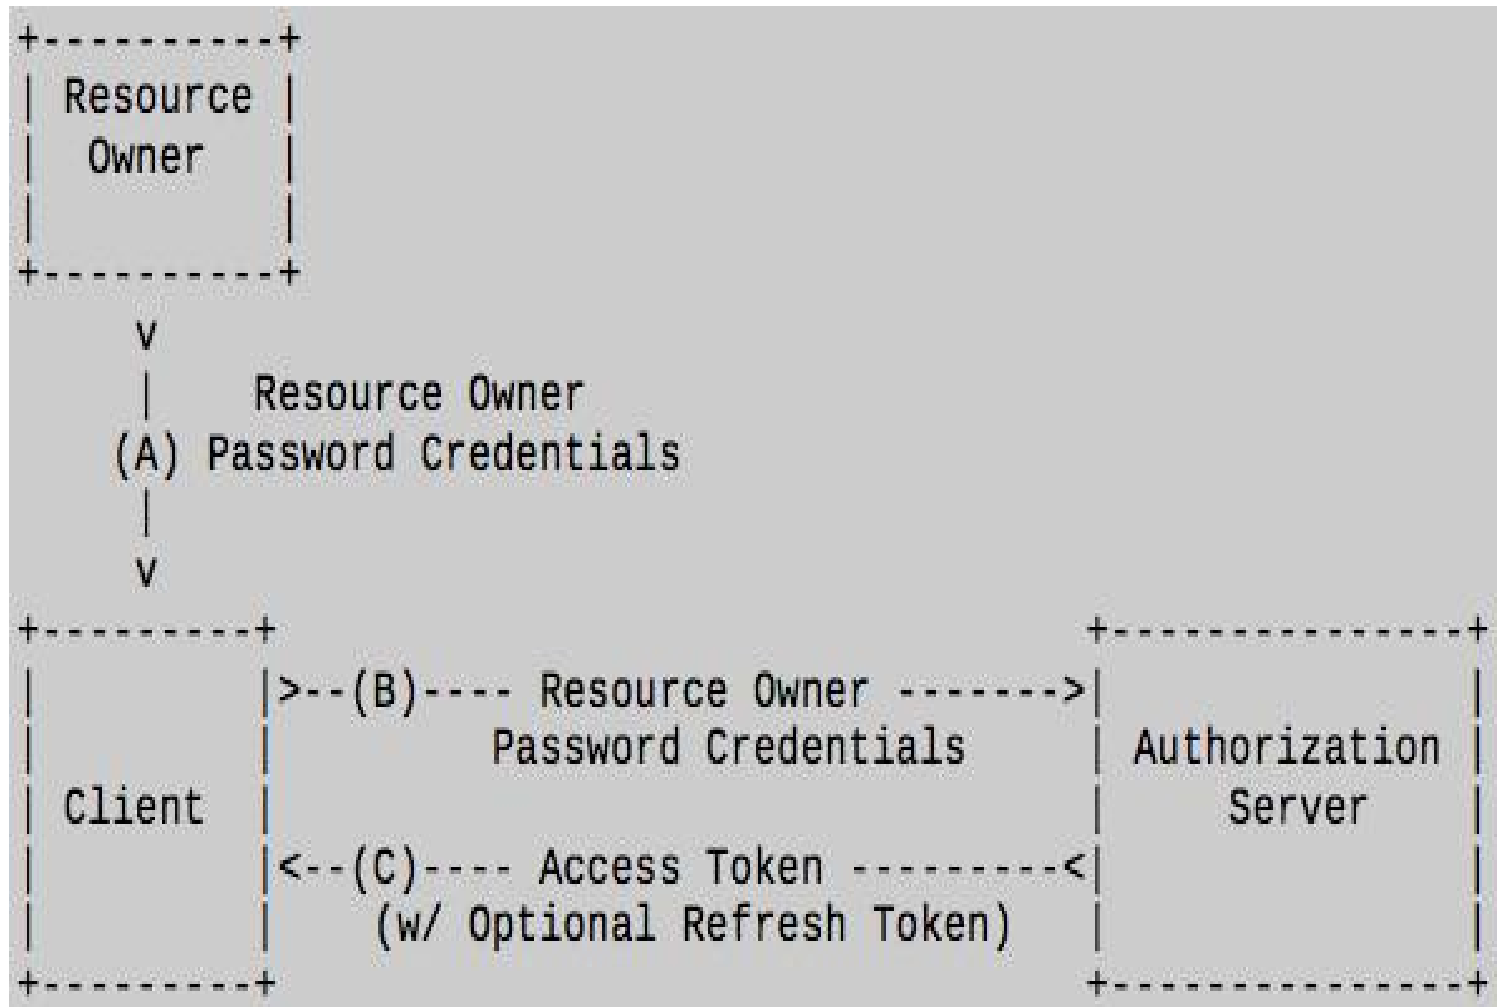 +----------+
| Resource |
|  Owner   |
|          |
+----------+
     v
     |    Resource Owner
    (A) Password Credentials
     |
     v
+---------+                                  +---------------+
|         |>--(B)---- Resource Owner ------->|               |
|         |         Password Credentials     | Authorization |
| Client  |                                  |     Server    |
|         |<--(C)---- Access Token ---------<|               |
|         |    (w/ Optional Refresh Token)   |               |
+---------+                                  +---------------+